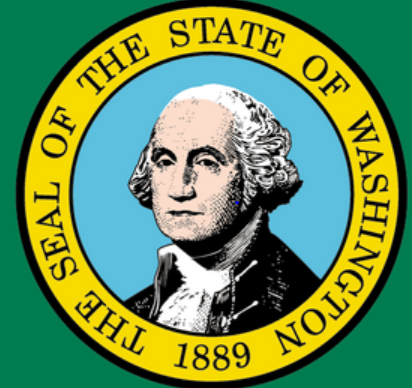 THE SEAL OF THE STATE OF WASHINGTON
1889